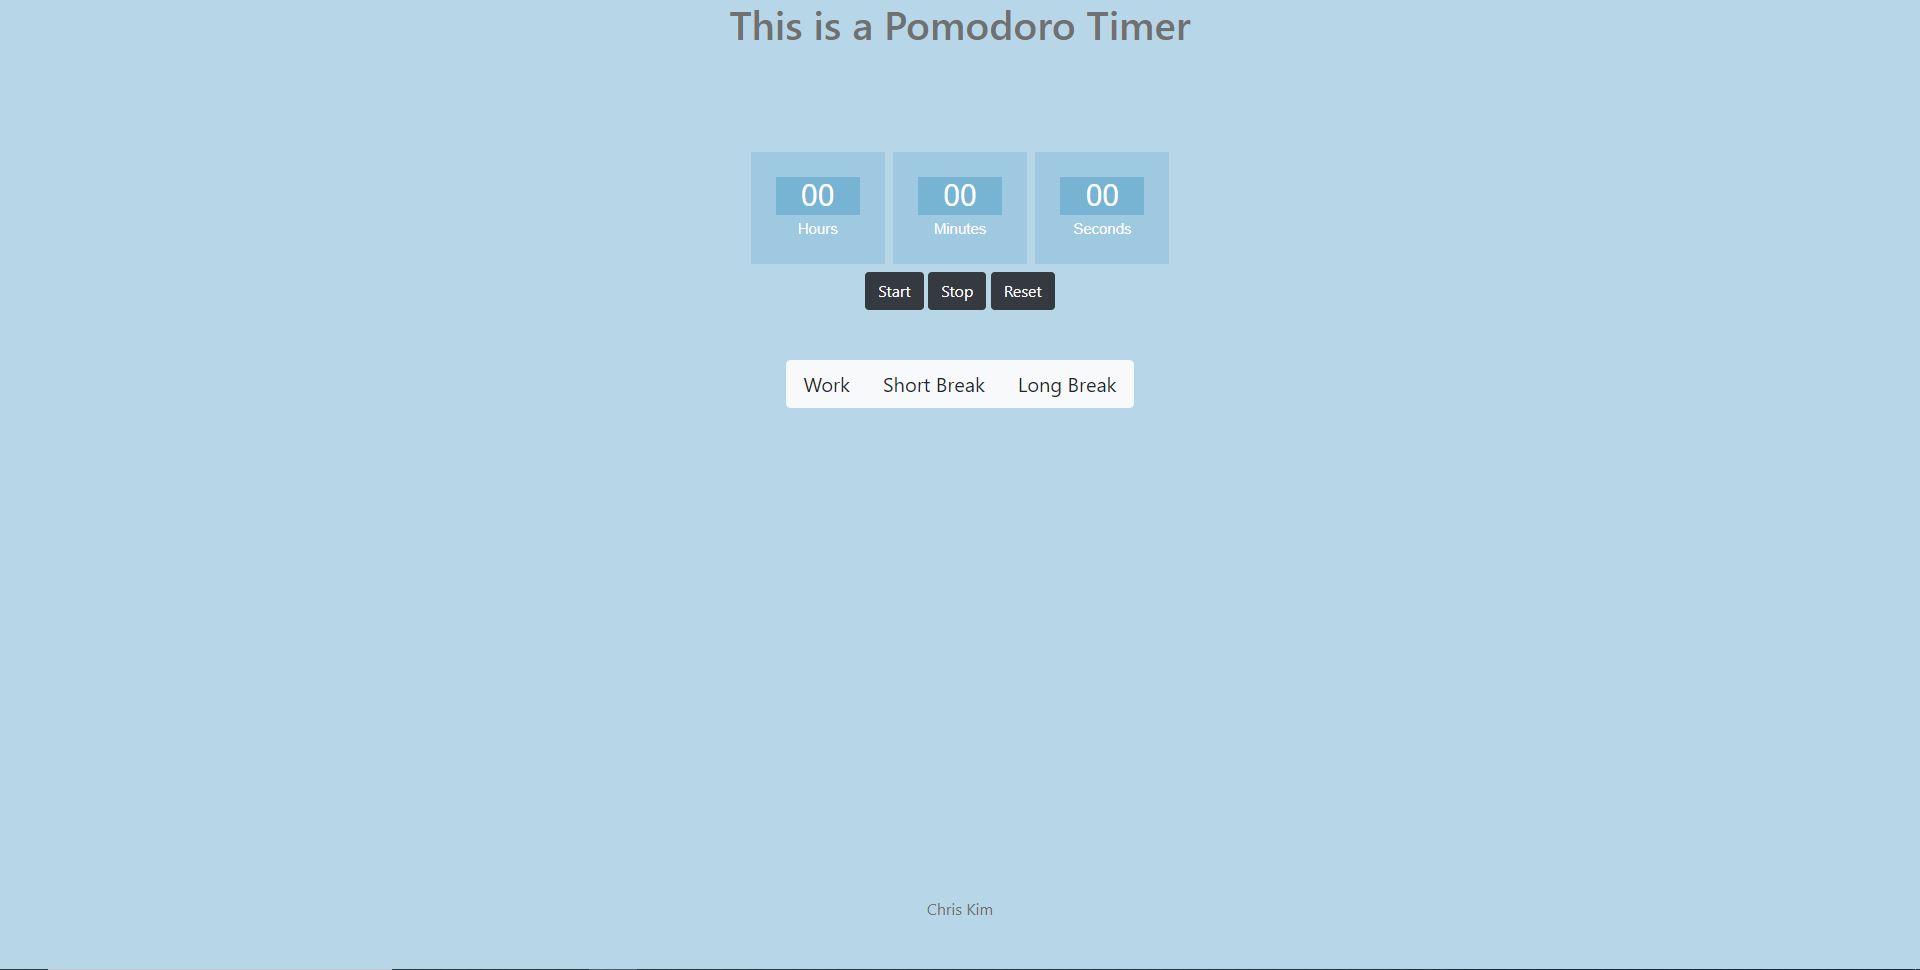 This is a Pomodoro Timer
00 00 00
Hours Minutes Seconds
Start Stop Reset
Work Short Break Long Break
Chris Kim